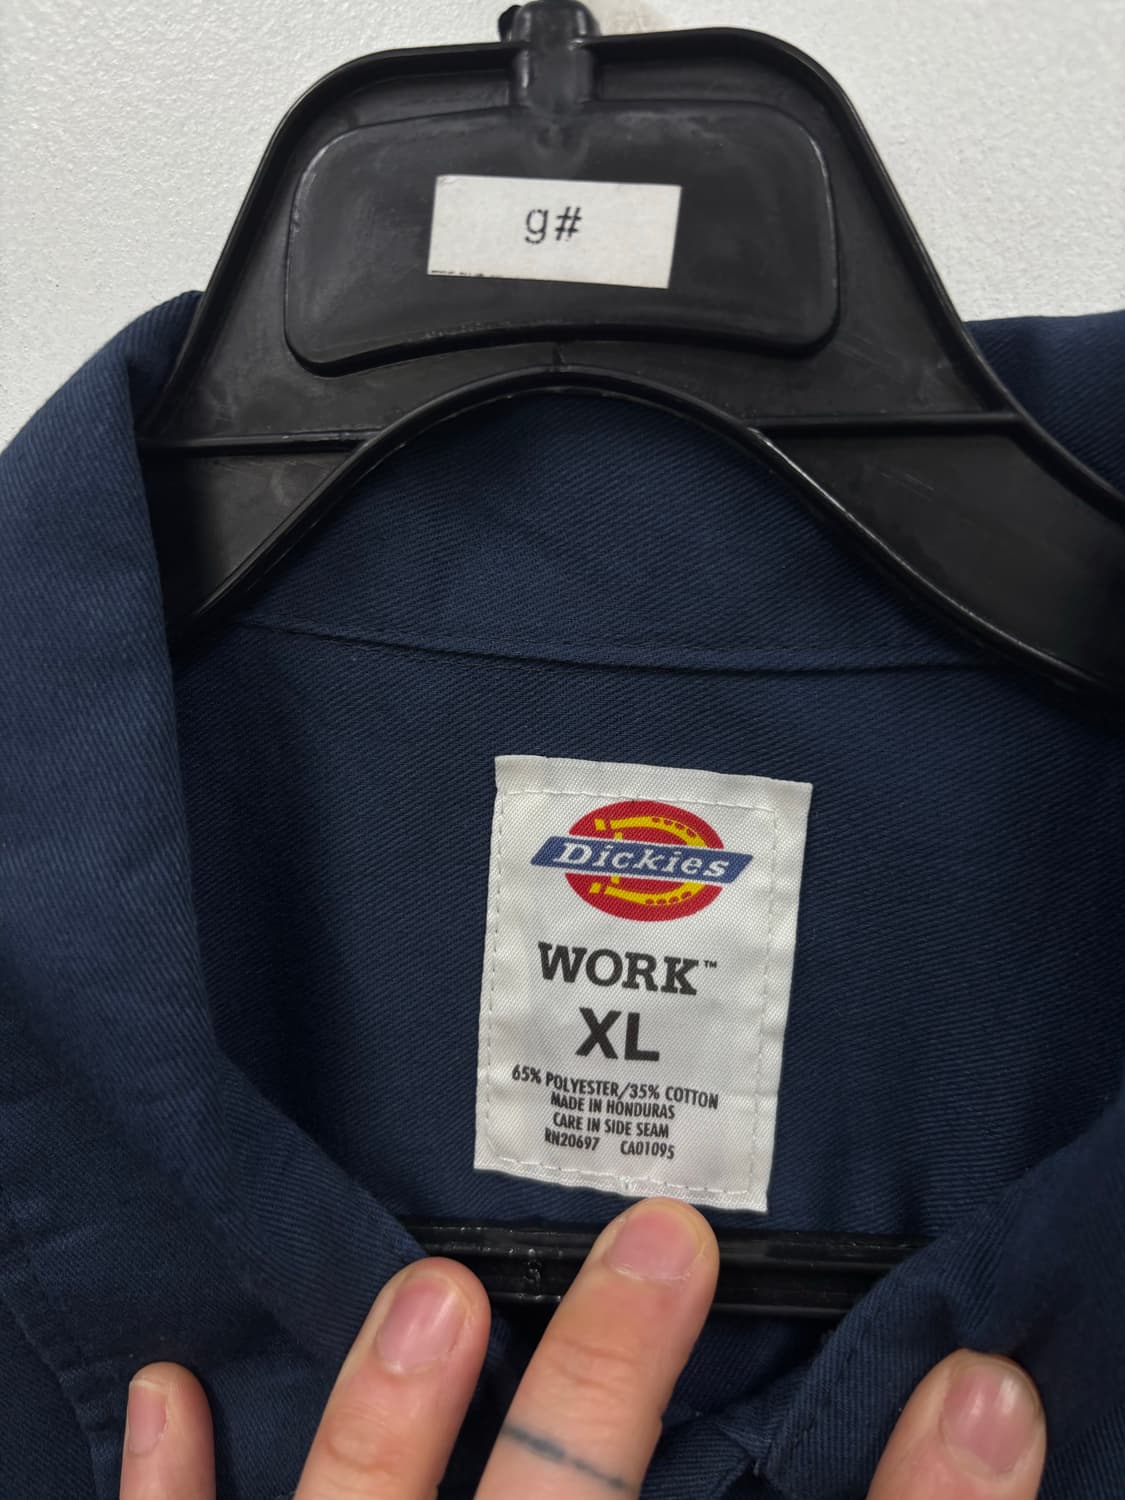 g#
Dickies
WORK™
XL
65% POLYESTER/35% COTTON
MADE IN HONDURAS
CARE IN SIDE SEAM
RN20697 CA01095